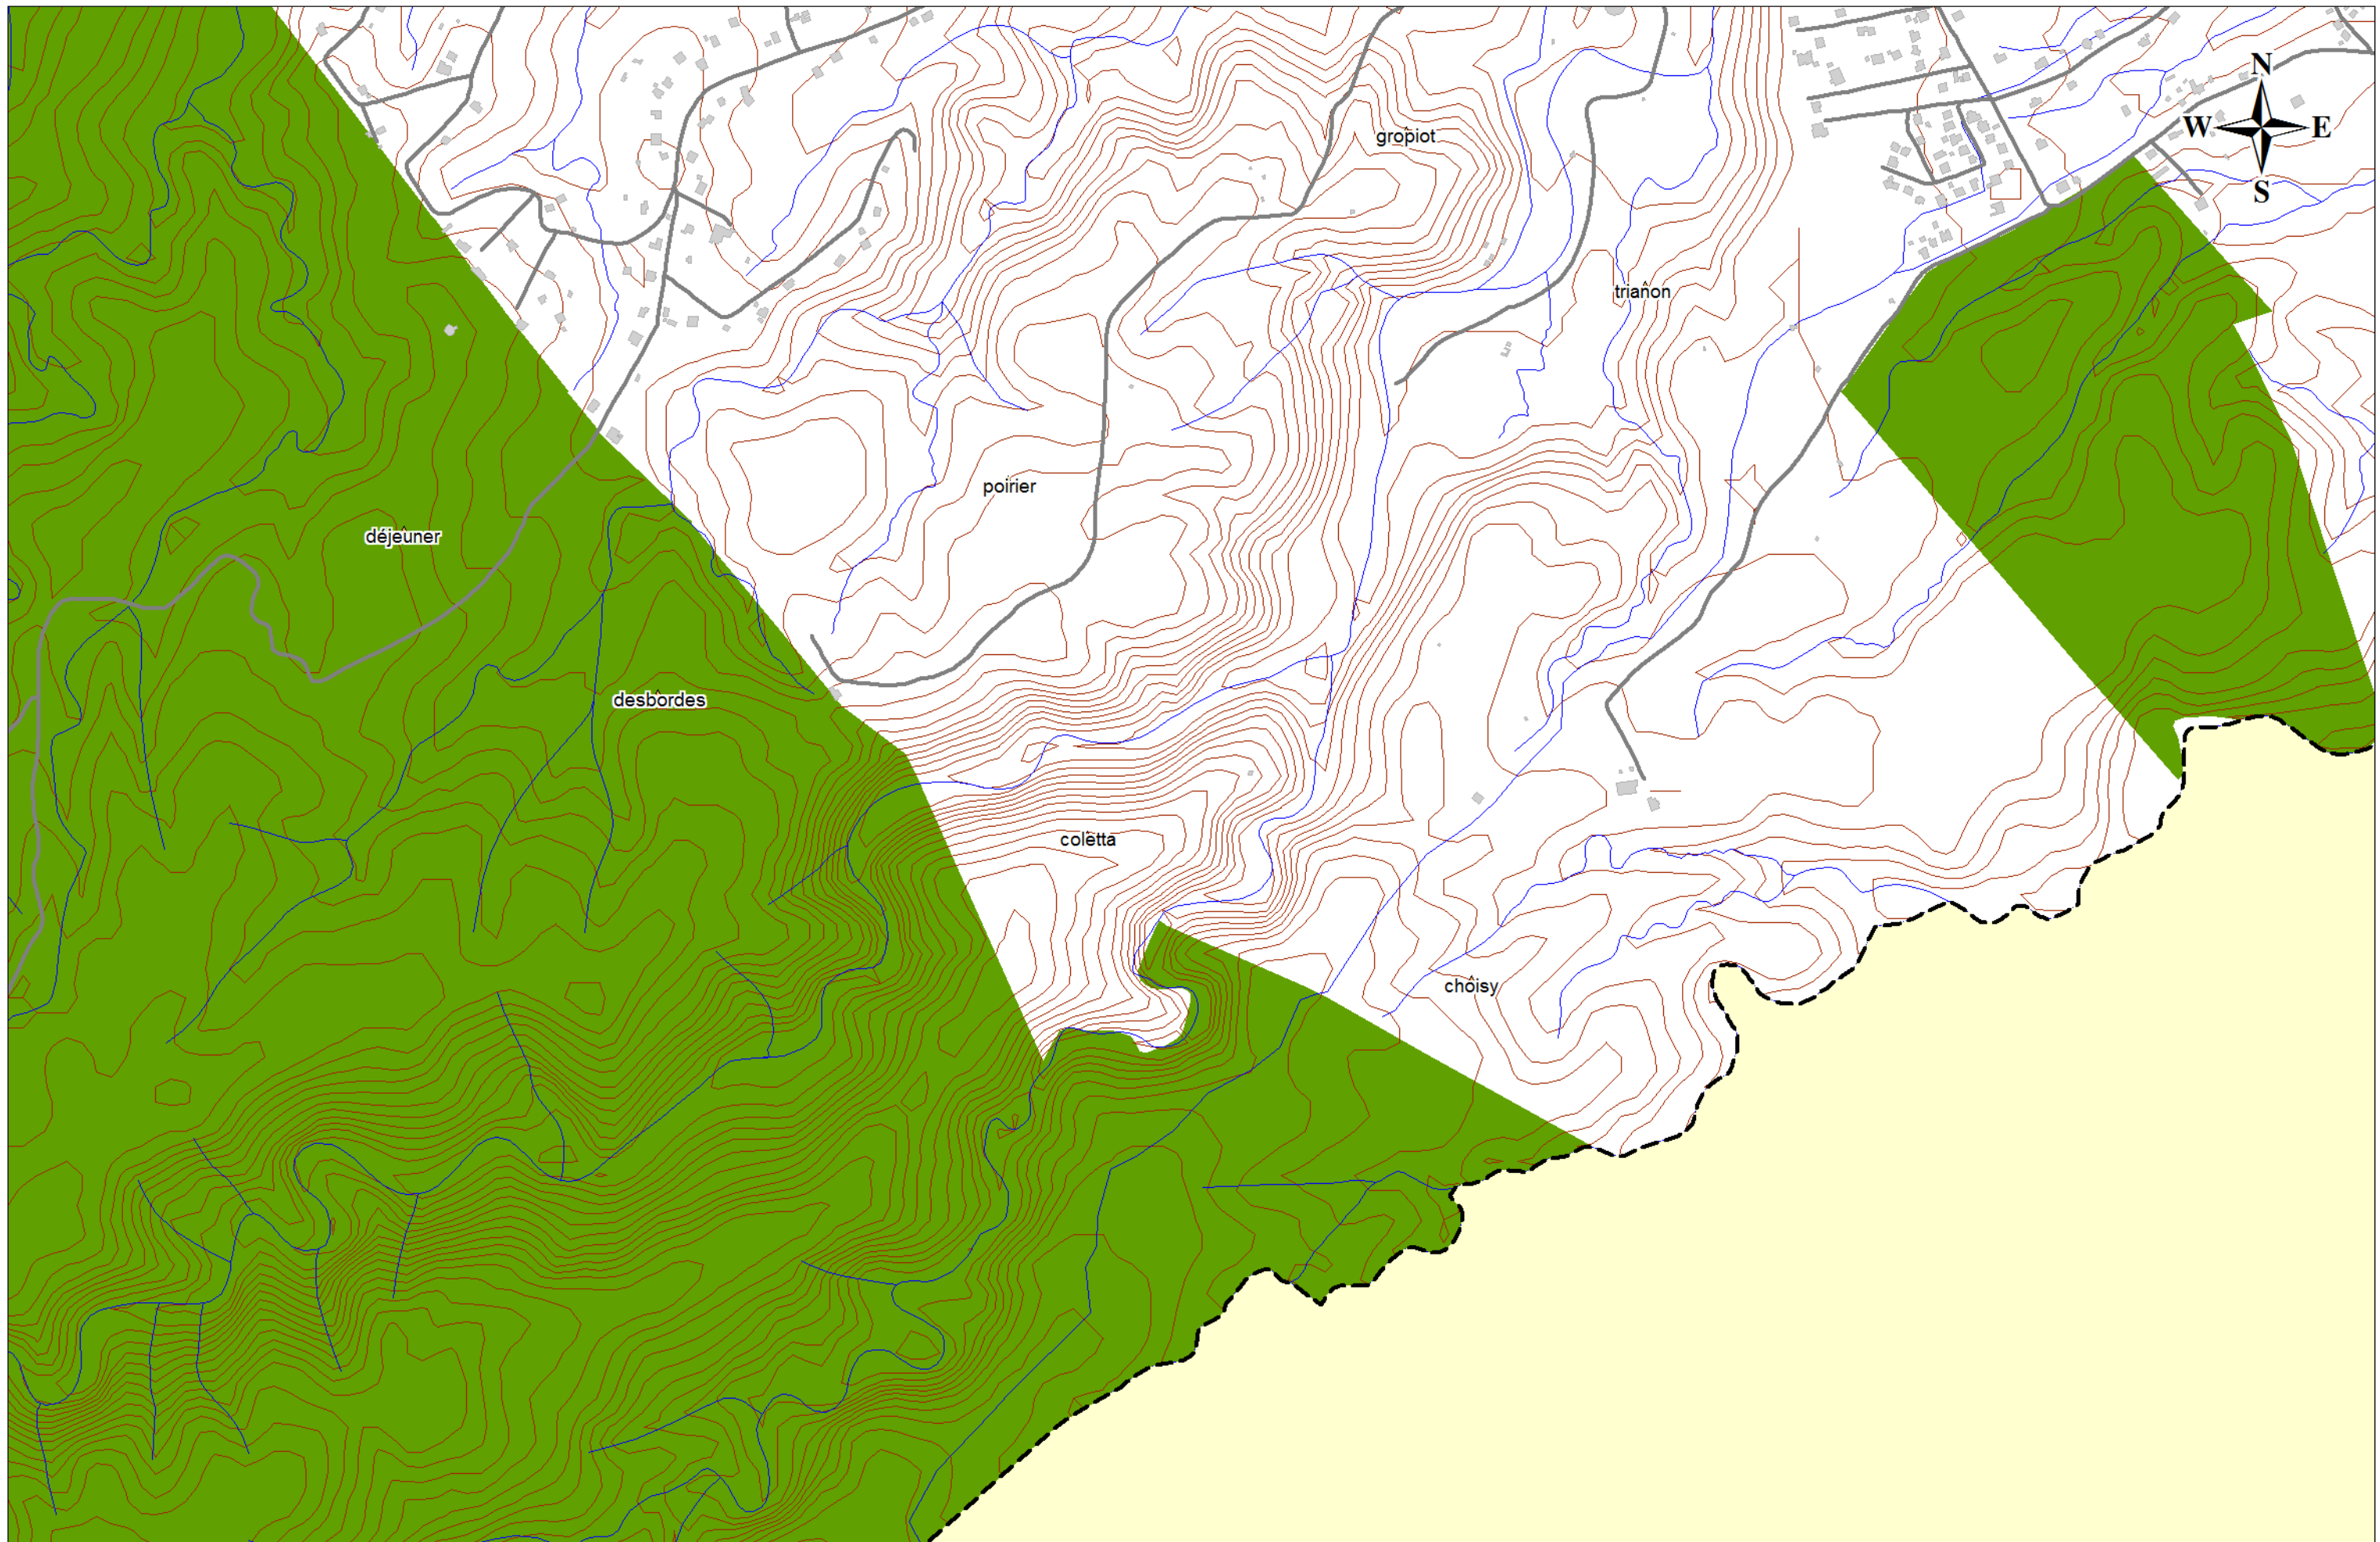 N
W E
S
gropiot
trianon
poirier
déjeuner
desbordes
coletta
choisy